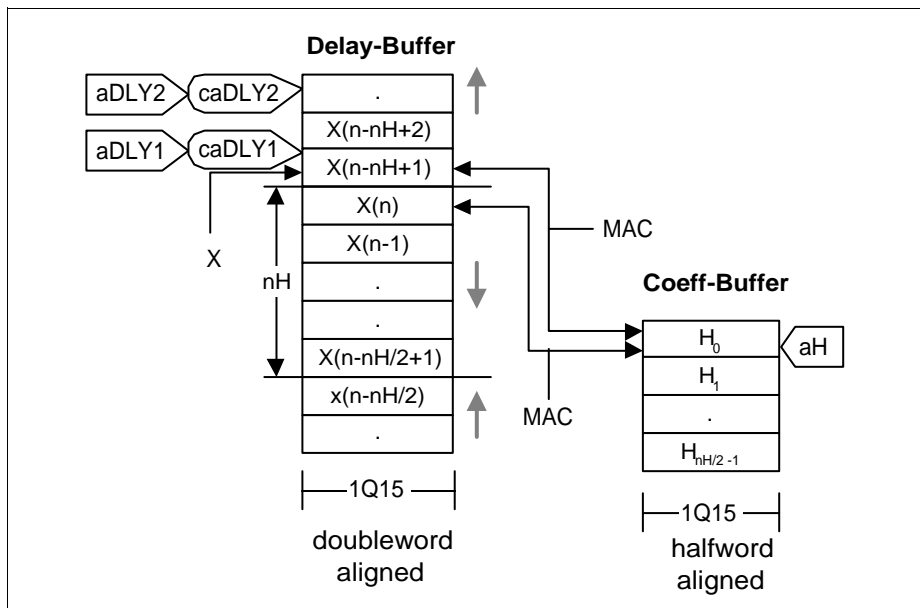 Delay-Buffer
aDLY2 caDLY2 .
X(n-nH+2)
aDLY1 caDLY1
X(n-nH+1)
X(n)
MAC
X
X(n-1)
nH
.
Coeff-Buffer
.
H0 aH
X(n-nH/2+1)
H1
x(n-nH/2)
MAC
.
.
HnH/2 -1
1Q15
1Q15
doubleword
aligned
halfword
aligned